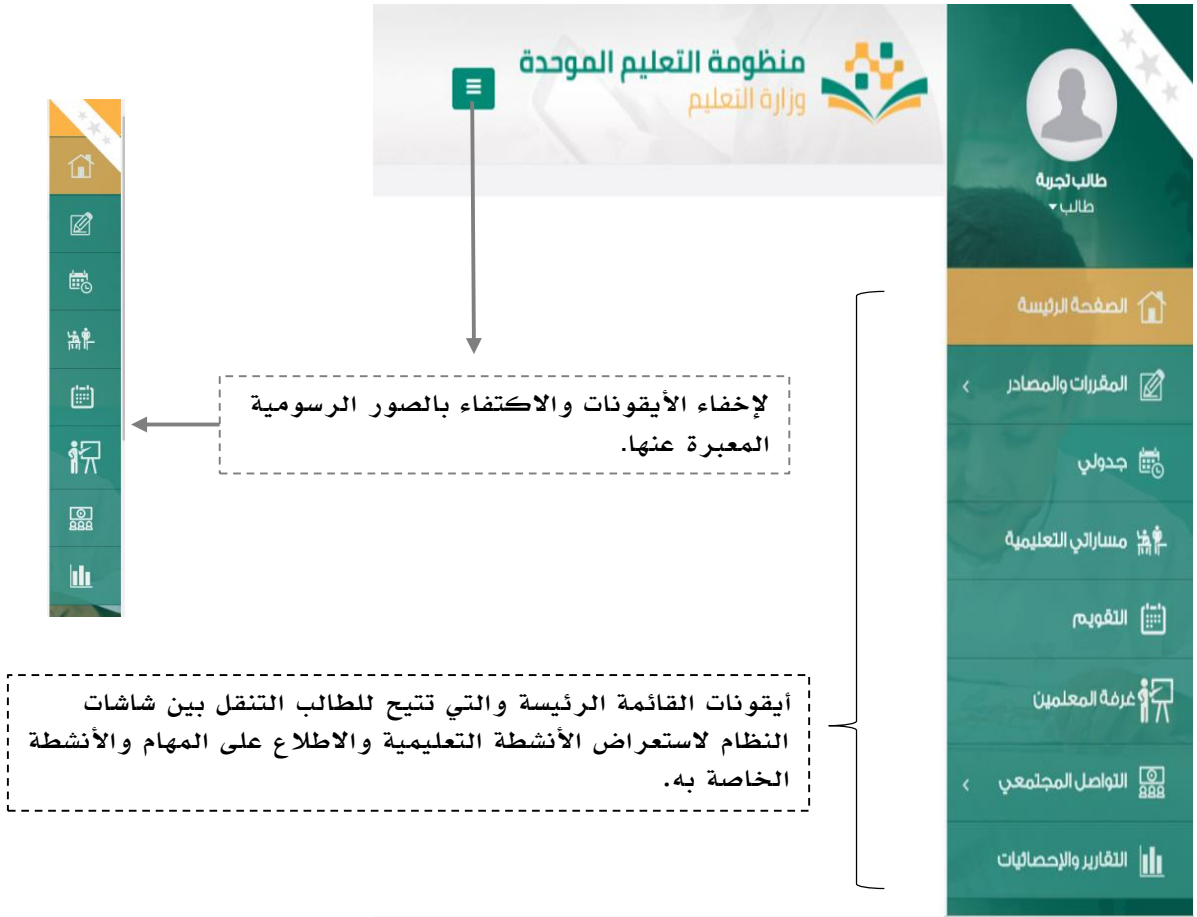 منظومة التعليم الموحدة
وزارة التعليم
طالب تجربة
طالب
الصفحة الرئيسة
المقررات والمصادر
جدولي
مساراتي التعليمية
التقويم
غرفة المعلمين
التواصل المجتمعي
التقارير والإحصائيات
لإخفاء الأيقونات والاكتفاء بالصور الرسومية
المعبرة عنها.
أيقونات القائمة الرئيسة والتي تتيح للطالب التنقل بين شاشات
النظام لاستعراض الأنشطة التعليمية والاطلاع على المهام والأنشطة
الخاصة به.